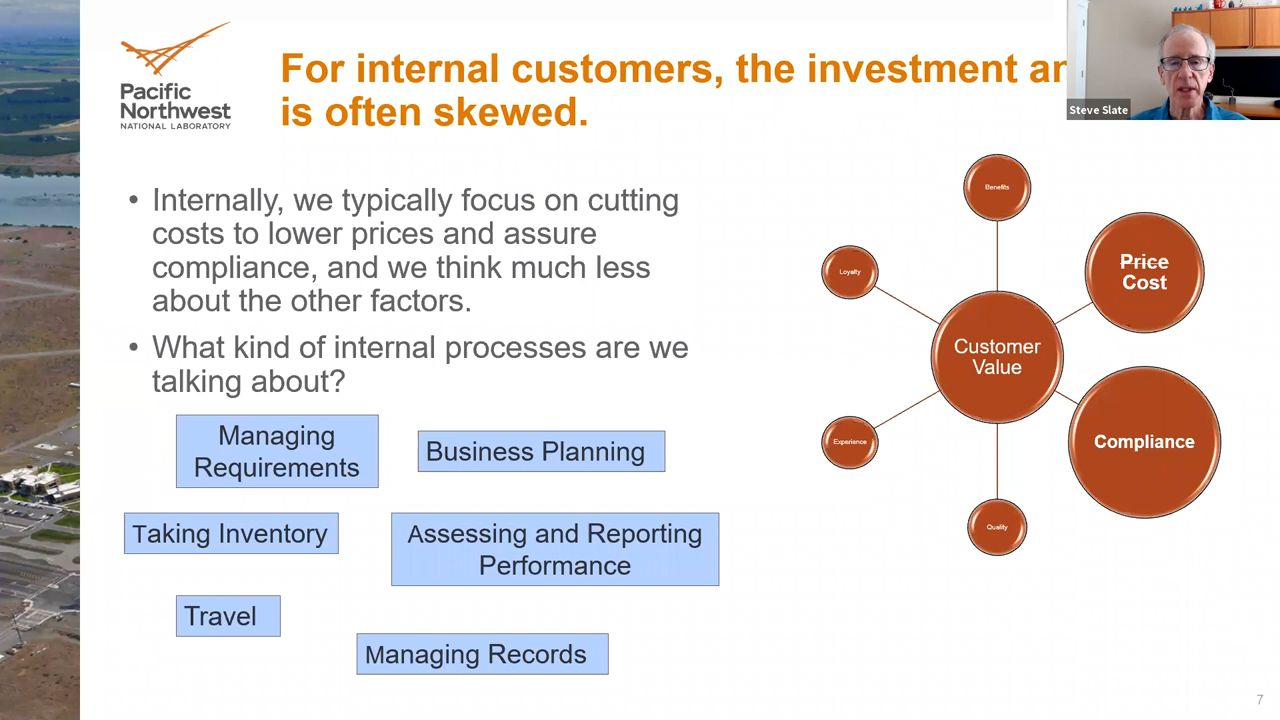 Pacific
Northwest
NATIONAL LABORATORY
For internal customers, the investment
is often skewed.
Steve Slate
• Internally, we typically focus on cutting
costs to lower prices and assure
compliance, and we think much less
about the other factors.
• What kind of internal processes are we
talking about?
Managing
Requirements
Business Planning
Taking Inventory
Assessing and Reporting
Performance
Travel
Managing Records
Benefits
Loyalty
Price
Cost
Customer
Value
Experience
Compliance
Quality
7